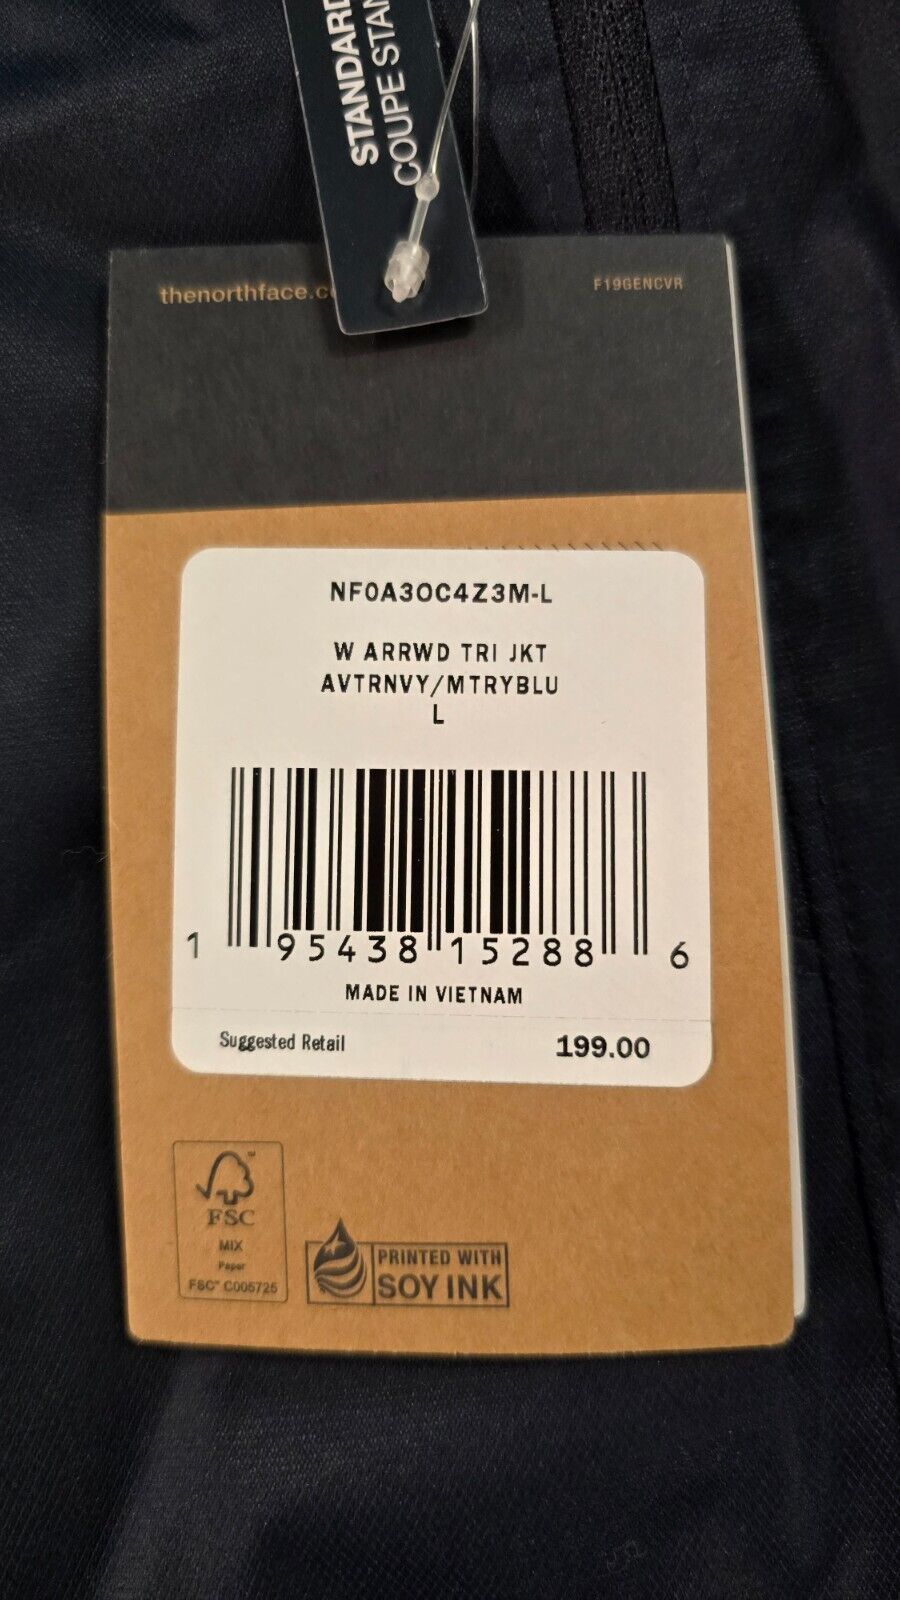 STANDARD
COUPE STAN
thenorthface.c
F19GENCVR
NF0A3OC4Z3M-L
W ARRWD TRI JKT
AVTRNVY/MTRYBLU
L
1 95438 15288 6
MADE IN VIETNAM
Suggested Retail 199.00
FSC
MIX
Paper
FSC™ C005725
PRINTED WITH
SOY INK